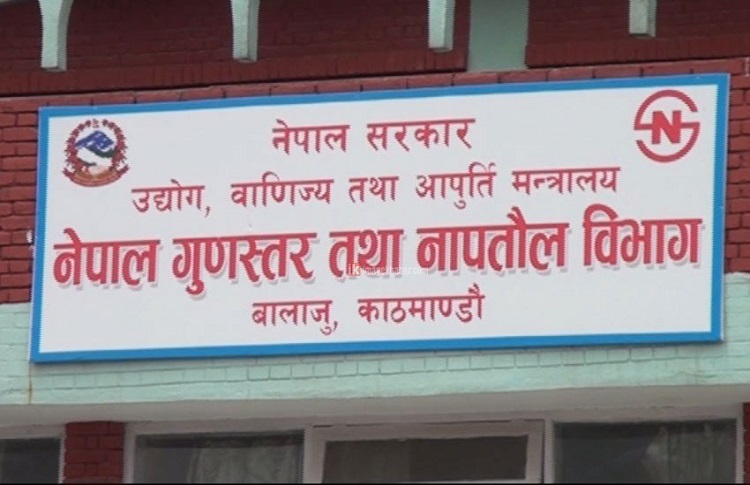 नेपाल सरकार
उद्योग, वाणिज्य तथा आपुर्ति मन्त्रालय
नेपाल गुणस्तर तथा नापतौल विभाग
बालाजु, काठमाण्डौ